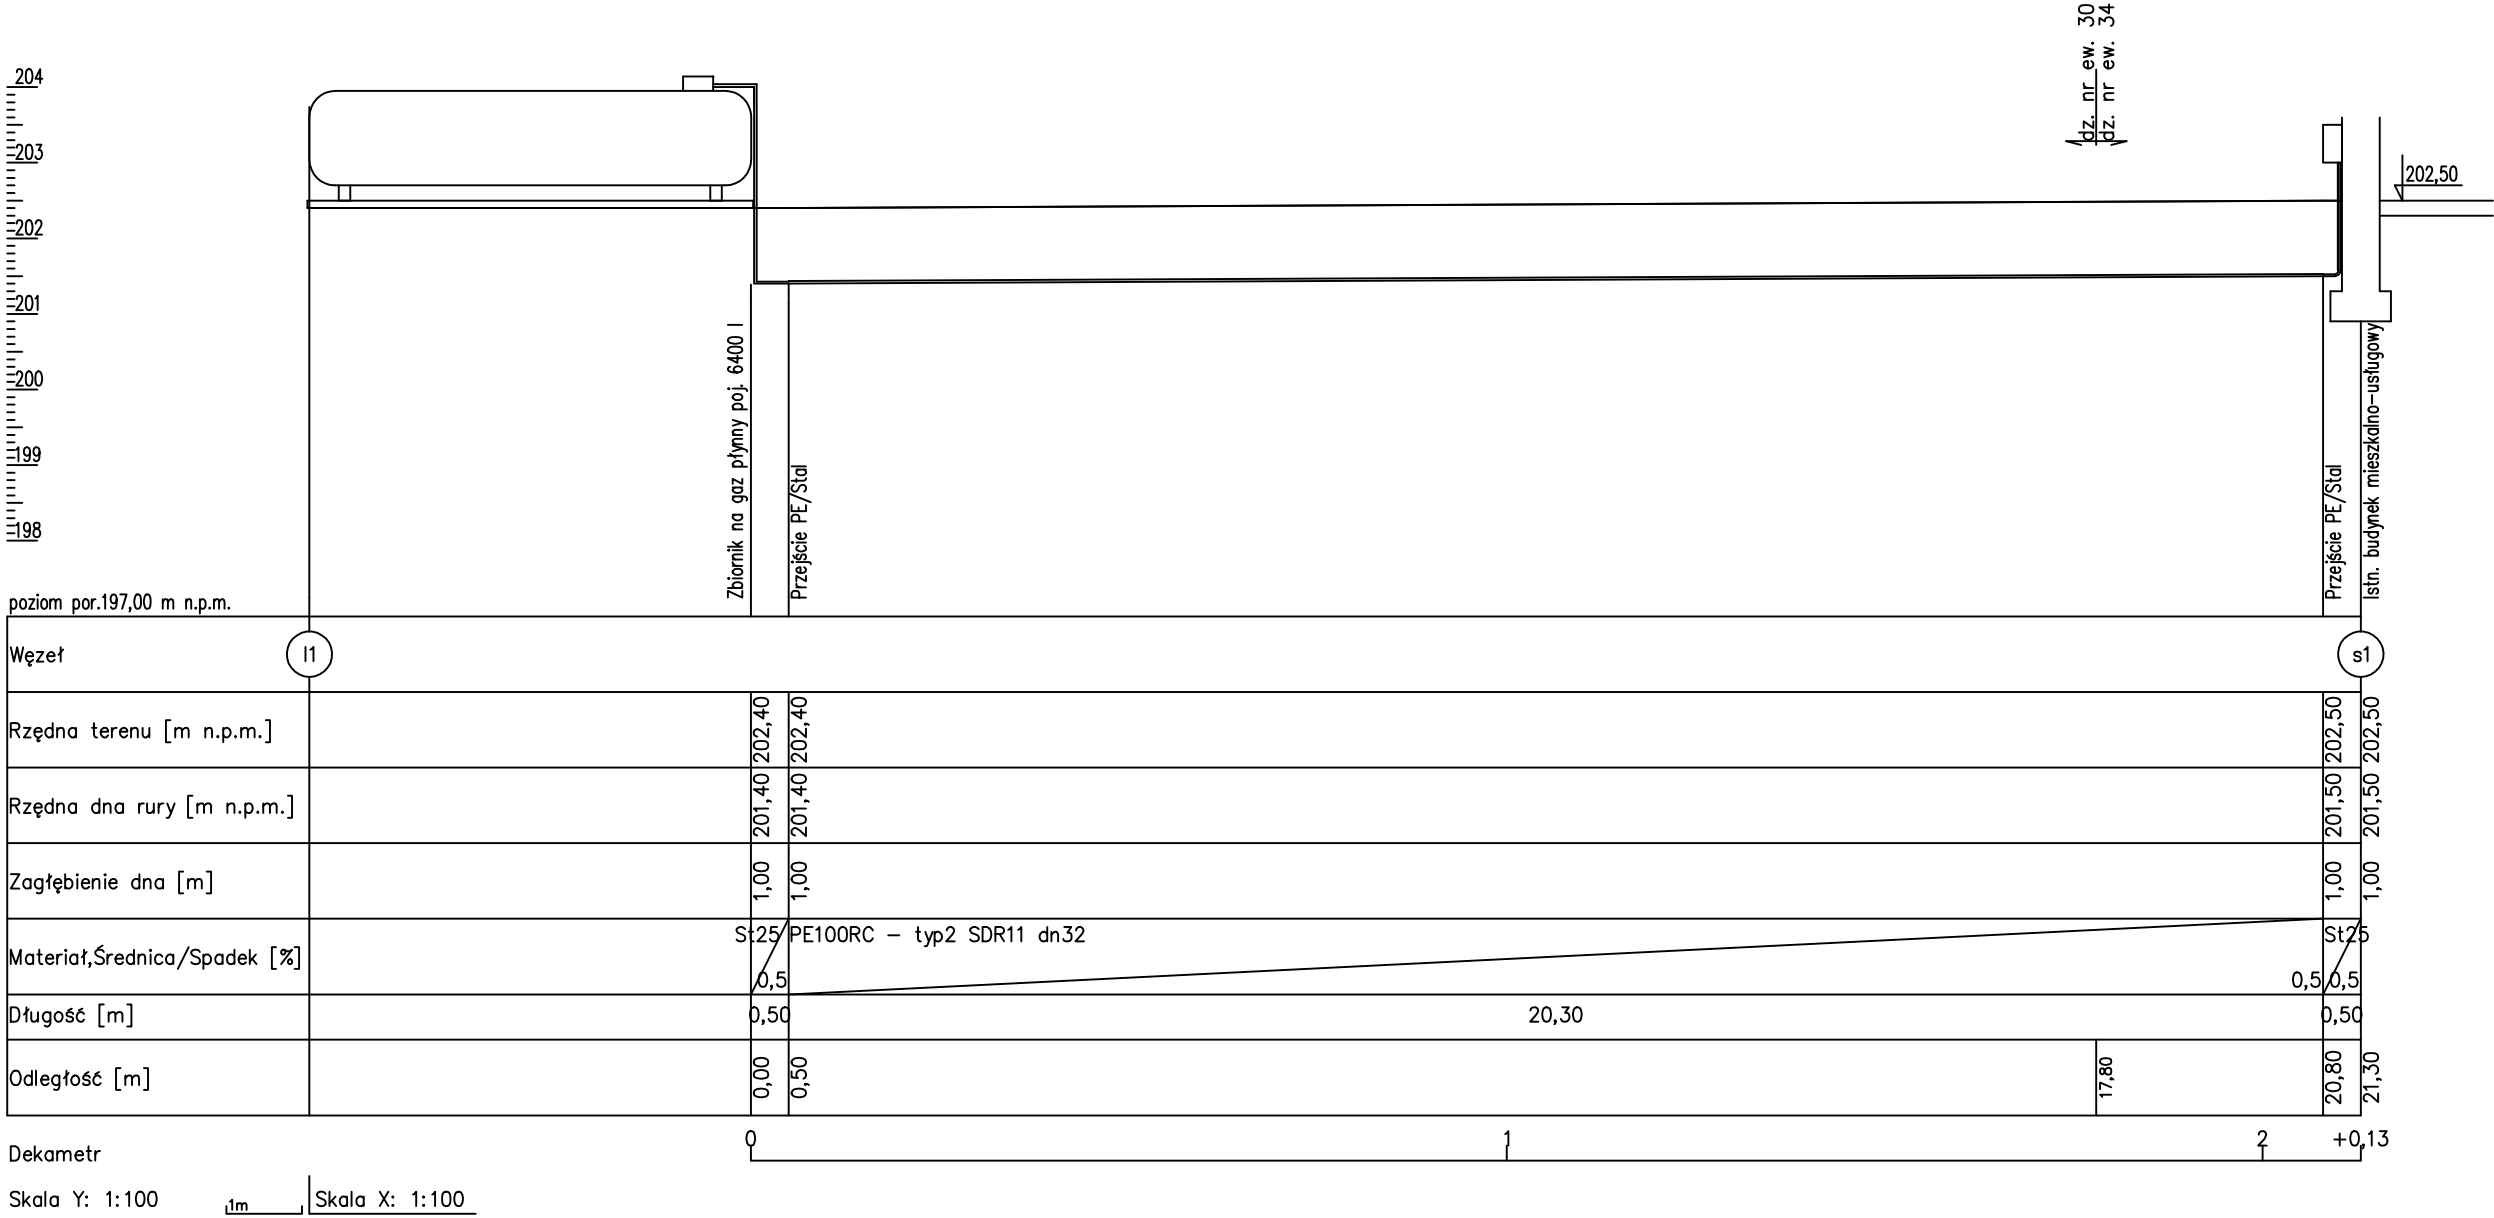 dz. nr ew. 30
dz. nr ew. 34
204
203
202
201
200
199
198
202,50
Zbiornik na gaz płynny poj. 6400 l
Przejście PE/Stal
Przejście PE/Stal
Istn. budynek mieszkalno-usługowy
poziom por.197,00 m n.p.m.
Węzeł
l1
s1
Rzędna terenu [m n.p.m.]
202,40
202,40
202,50
202,50
Rzędna dna rury [m n.p.m.]
201,40
201,40
201,50
201,50
Zagłębienie dna [m]
1,00
1,00
1,00
1,00
Materiał,Średnica/Spadek [%]
St25
PE100RC - typ2 SDR11 dn32
St25
0,5
0,5
0,5
Długość [m]
0,50
20,30
0,50
Odległość [m]
0,00
0,50
17,80
20,80
21,30
Dekametr
0
1
2
+0,13
Skala Y: 1:100
1m
Skala X: 1:100